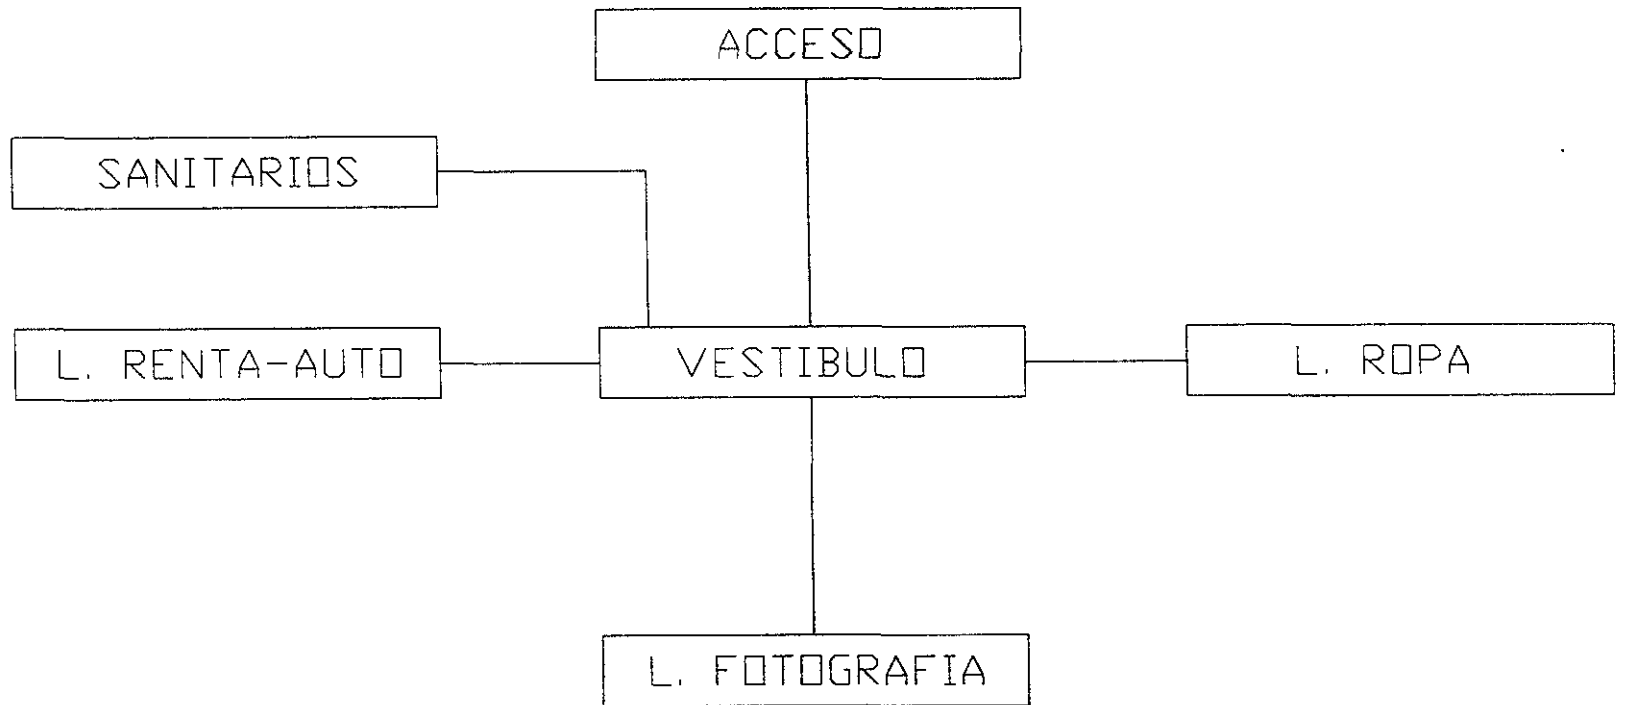 ACCESO
SANITARIOS
L. RENTA-AUTO
VESTIBULO
L. ROPA
L. FOTOGRAFIA